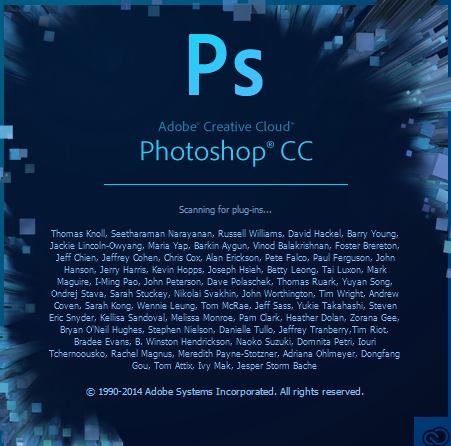 Ps
Adobe® Creative Cloud™
Photoshop® CC
Scanning for plug-ins...
Thomas Knoll, Seetharaman Narayanan, Russell Williams, David Hackel, Barry Young,
Jackie Lincoln-Owyang, Maria Yap, Barkin Aygun, Vinod Balakrishnan, Foster Brereton,
Jeff Chien, Jeffrey Cohen, Chris Cox, Alan Erickson, Pete Falco, Paul Ferguson, John
Hanson, Jerry Harris, Kevin Hopps, Joseph Hsieh, Betty Leong, Tai Luxon, Mark
Maguire, I-Ming Pao, John Peterson, Dave Polaschek, Thomas Ruark, Yuyan Song,
Ondrej Stava, Sarah Stuckey, Nikolai Svakhin, John Worthington, Tim Wright, Andrew
Coven, Sarah Kong, Wennie Leung, Tom McRae, Jeff Sass, Yukie Takahashi, Steven
Eric Snyder, Kellisa Sandoval, Melissa Monroe, Pam Clark, Heather Dolan, Zorana Gee,
Bryan O'Neil Hughes, Stephen Nielson, Danielle Tullo, Jeffrey Tranberry,Tim Riot,
Bradee Evans, B. Winston Hendrickson, Naoko Suzuki, Domnita Petri, Iouri
Tchernoousko, Rachel Magnus, Meredith Payne-Stotzner, Adriana Ohlmeyer, Dongfang
Gou, Tom Attix, Ivy Mak, Jesper Storm Bache
© 1990-2014 Adobe Systems Incorporated. All rights reserved.